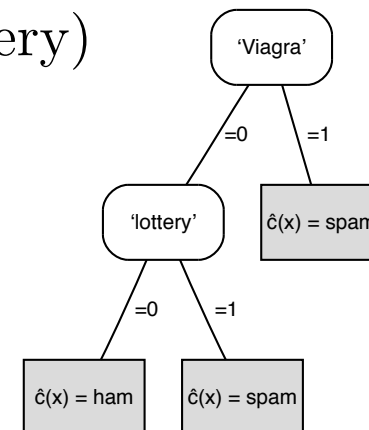 ery)
'Viagra'
=0 =1
'lottery'
ĉ(x) = spam
=0 =1
ĉ(x) = ham
ĉ(x) = spam